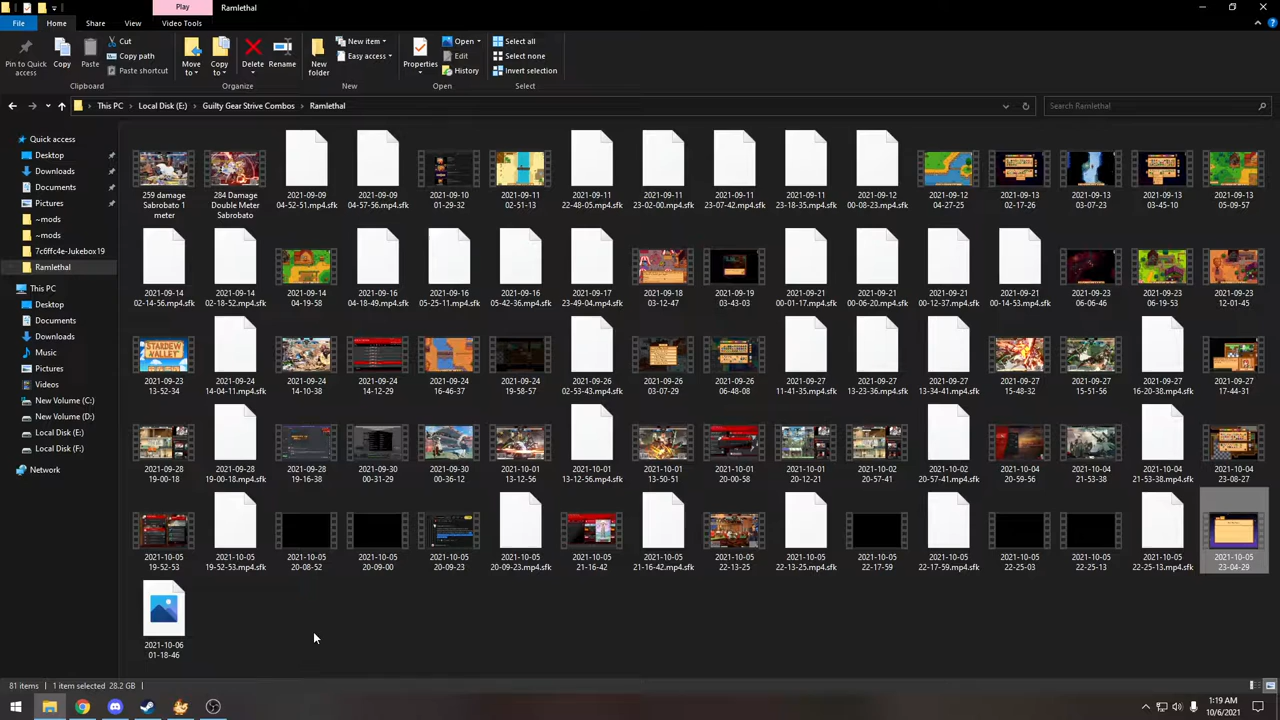 Play
Ramlethal
File
Home
Share
View
Video Tools
Pin to Quick access
Copy
Paste
Cut
Copy path
Paste shortcut
Clipboard
Move to
Copy to
Delete
Rename
Organize
New folder
New item
Easy access
New
Properties
Open
Edit
History
Open
Select all
Select none
Invert selection
Select
This PC > Local Disk (E:) > Guilty Gear Strive Combos > Ramlethal
Search Ramlethal
Quick access
Desktop
Downloads
Documents
Pictures
~mods
~mods
7c6ffc4e-Jukebox19
Ramlethal
This PC
Desktop
Documents
Downloads
Music
Pictures
Videos
New Volume (C:)
New Volume (D:)
Local Disk (E:)
Local Disk (F:)
Network
259 damage Sabrobato 1 meter
284 Damage Double Meter Sabrobato
2021-09-09 04-52-51.mp4.sfk
2021-09-09 04-57-56.mp4.sfk
2021-09-10 01-29-32
2021-09-11 02-51-13
2021-09-11 22-48-05.mp4.sfk
2021-09-11 23-02-00.mp4.sfk
2021-09-11 23-07-42.mp4.sfk
2021-09-11 23-18-35.mp4.sfk
2021-09-12 00-08-23.mp4.sfk
2021-09-12 04-27-25
2021-09-13 02-17-26
2021-09-13 03-07-23
2021-09-13 03-45-10
2021-09-13 05-09-57
2021-09-14 02-14-56.mp4.sfk
2021-09-14 02-18-52.mp4.sfk
2021-09-14 04-19-58
2021-09-16 04-18-49.mp4.sfk
2021-09-16 05-25-11.mp4.sfk
2021-09-16 05-42-36.mp4.sfk
2021-09-17 23-49-04.mp4.sfk
2021-09-18 03-12-47
2021-09-19 03-43-03
2021-09-21 00-01-17.mp4.sfk
2021-09-21 00-06-20.mp4.sfk
2021-09-21 00-12-37.mp4.sfk
2021-09-21 00-14-53.mp4.sfk
2021-09-23 06-06-46
2021-09-23 06-19-53
2021-09-23 12-01-45
STARDEW VALLEY
2021-09-23 13-52-34
2021-09-24 14-04-11.mp4.sfk
2021-09-24 14-10-38
2021-09-24 14-12-29
2021-09-24 16-46-37
2021-09-24 19-58-57
2021-09-26 02-53-43.mp4.sfk
2021-09-26 03-07-29
2021-09-26 06-48-08
2021-09-27 11-41-35.mp4.sfk
2021-09-27 13-23-36.mp4.sfk
2021-09-27 13-34-41.mp4.sfk
2021-09-27 15-48-32
2021-09-27 15-51-56
2021-09-27 16-20-38.mp4.sfk
2021-09-27 17-44-31
2021-09-28 19-00-18
2021-09-28 19-00-18.mp4.sfk
2021-09-28 19-16-38
2021-09-30 00-31-29
2021-09-30 00-36-12
2021-10-01 13-12-56
2021-10-01 13-12-56.mp4.sfk
2021-10-01 13-50-51
2021-10-01 20-00-58
2021-10-01 20-12-21
2021-10-02 20-57-41
2021-10-02 20-57-41.mp4.sfk
2021-10-04 20-59-56
2021-10-04 21-53-38
2021-10-04 21-53-38.mp4.sfk
2021-10-04 23-08-27
2021-10-05 19-52-53
2021-10-05 19-52-53.mp4.sfk
2021-10-05 20-08-52
2021-10-05 20-09-00
2021-10-05 20-09-23
2021-10-05 20-09-23.mp4.sfk
2021-10-05 21-16-42
2021-10-05 21-16-42.mp4.sfk
2021-10-05 22-13-25
2021-10-05 22-13-25.mp4.sfk
2021-10-05 22-17-59
2021-10-05 22-17-59.mp4.sfk
2021-10-05 22-25-03
2021-10-05 22-25-13
2021-10-05 22-25-13.mp4.sfk
2021-10-05 23-04-29
2021-10-06 01-18-46
81 items
1 item selected 28.2 GB
1:19 AM
10/6/2021